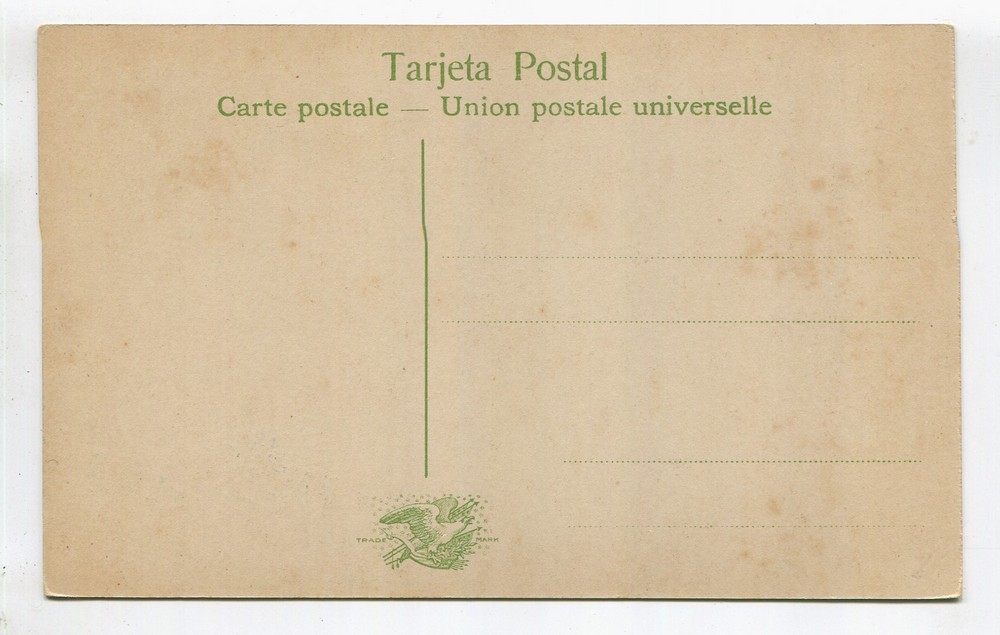 Tarjeta Postal
Carte postale — Union postale universelle
TRADE MARK